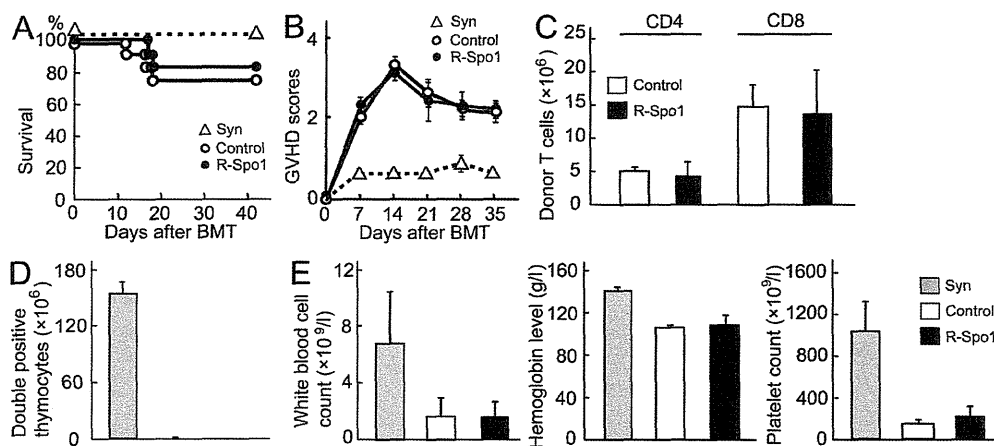 A
%
100
80
60
40
20
0
Survival
0 10 20 30 40
Days after BMT
Syn
Control
R-Spo1
B
4
2
0
GVHD scores
0 7 14 21 28 35
Days after BMT
Syn
Control
R-Spo1
C
CD4 CD8
25
20
15
10
5
0
Donor T cells (×10⁶)
Control
R-Spo1
D
180
120
60
0
Double positive
thymocytes (×10⁶)
E
12
8
4
0
White blood cell
count (×10⁹/l)
160
120
80
40
0
Hemoglobin level (g/l)
1600
1200
800
400
0
Platelet count (×10⁹/l)
Syn
Control
R-Spo1